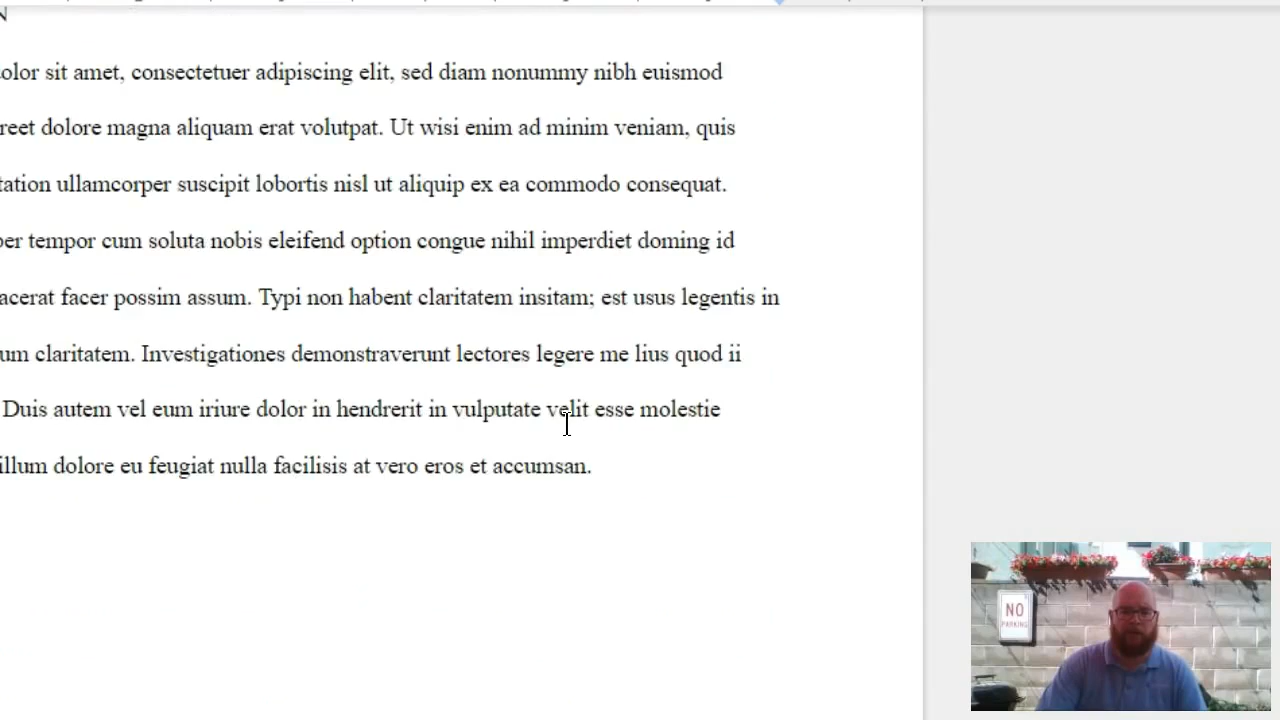 N
olor sit amet, consectetuer adipiscing elit, sed diam nonummy nibh euismod
reet dolore magna aliquam erat volutpat. Ut wisi enim ad minim veniam, quis
tation ullamcorper suscipit lobortis nisl ut aliquip ex ea commodo consequat.
per tempor cum soluta nobis eleifend option congue nihil imperdiet doming id
acerat facer possim assum. Typi non habent claritatem insitam; est usus legentis in
um claritatem. Investigationes demonstraverunt lectores legere me lius quod ii
Duis autem vel eum iriure dolor in hendrerit in vulputate velit esse molestie
illum dolore eu feugiat nulla facilisis at vero eros et accumsan.
NO
PARKING